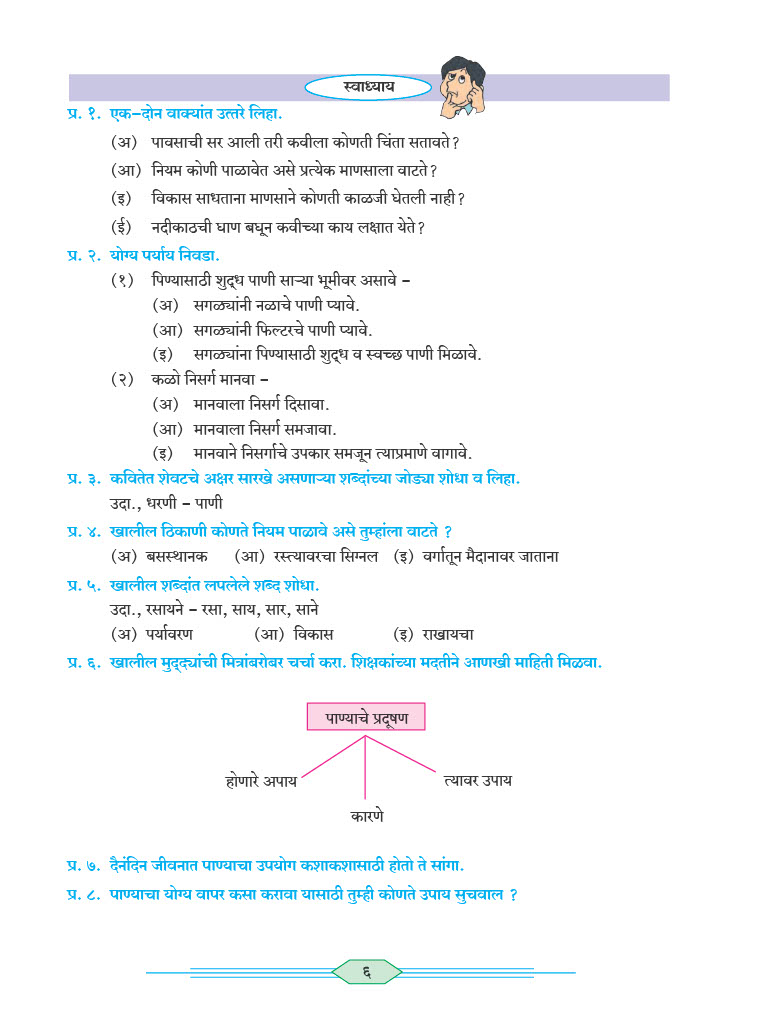 स्वाध्याय
प्र. १. एक-दोन वाक्यांत उत्तरे लिहा.
(अ) पावसाची सर आली तरी कवीला कोणती चिंता सतावते?
(आ) नियम कोणी पाळावेत असे प्रत्येक माणसाला वाटते?
(इ) विकास साधताना माणसाने कोणती काळजी घेतली नाही?
(ई) नदीकाठची घाण बघून कवीच्या काय लक्षात येते?
प्र. २. योग्य पर्याय निवडा.
(१) पिण्यासाठी शुद्ध पाणी साऱ्या भूमीवर असावे -
(अ) सगळ्यांनी नळाचे पाणी प्यावे.
(आ) सगळ्यांनी फिल्टरचे पाणी प्यावे.
(इ) सगळ्यांना पिण्यासाठी शुद्ध व स्वच्छ पाणी मिळावे.
(२) कळो निसर्ग मानवा -
(अ) मानवाला निसर्ग दिसावा.
(आ) मानवाला निसर्ग समजावा.
(इ) मानवाने निसर्गाचे उपकार समजून त्याप्रमाणे वागावे.
प्र. ३. कवितेत शेवटचे अक्षर सारखे असणाऱ्या शब्दांच्या जोड्या शोधा व लिहा.
उदा., धरणी - पाणी
प्र. ४. खालील ठिकाणी कोणते नियम पाळावे असे तुम्हांला वाटते ?
(अ) बसस्थानक (आ) रस्त्यावरचा सिग्नल (इ) वर्गातून मैदानावर जाताना
प्र. ५. खालील शब्दांत लपलेले शब्द शोधा.
उदा., रसायने - रसा, साय, सार, साने
(अ) पर्यावरण (आ) विकास (इ) राखायचा
प्र. ६. खालील मुद्द्यांची मित्रांबरोबर चर्चा करा. शिक्षकांच्या मदतीने आणखी माहिती मिळवा.
पाण्याचे प्रदूषण
होणारे अपाय
त्यावर उपाय
कारणे
प्र. ७. दैनंदिन जीवनात पाण्याचा उपयोग कशाकशासाठी होतो ते सांगा.
प्र. ८. पाण्याचा योग्य वापर कसा करावा यासाठी तुम्ही कोणते उपाय सुचवाल ?
६